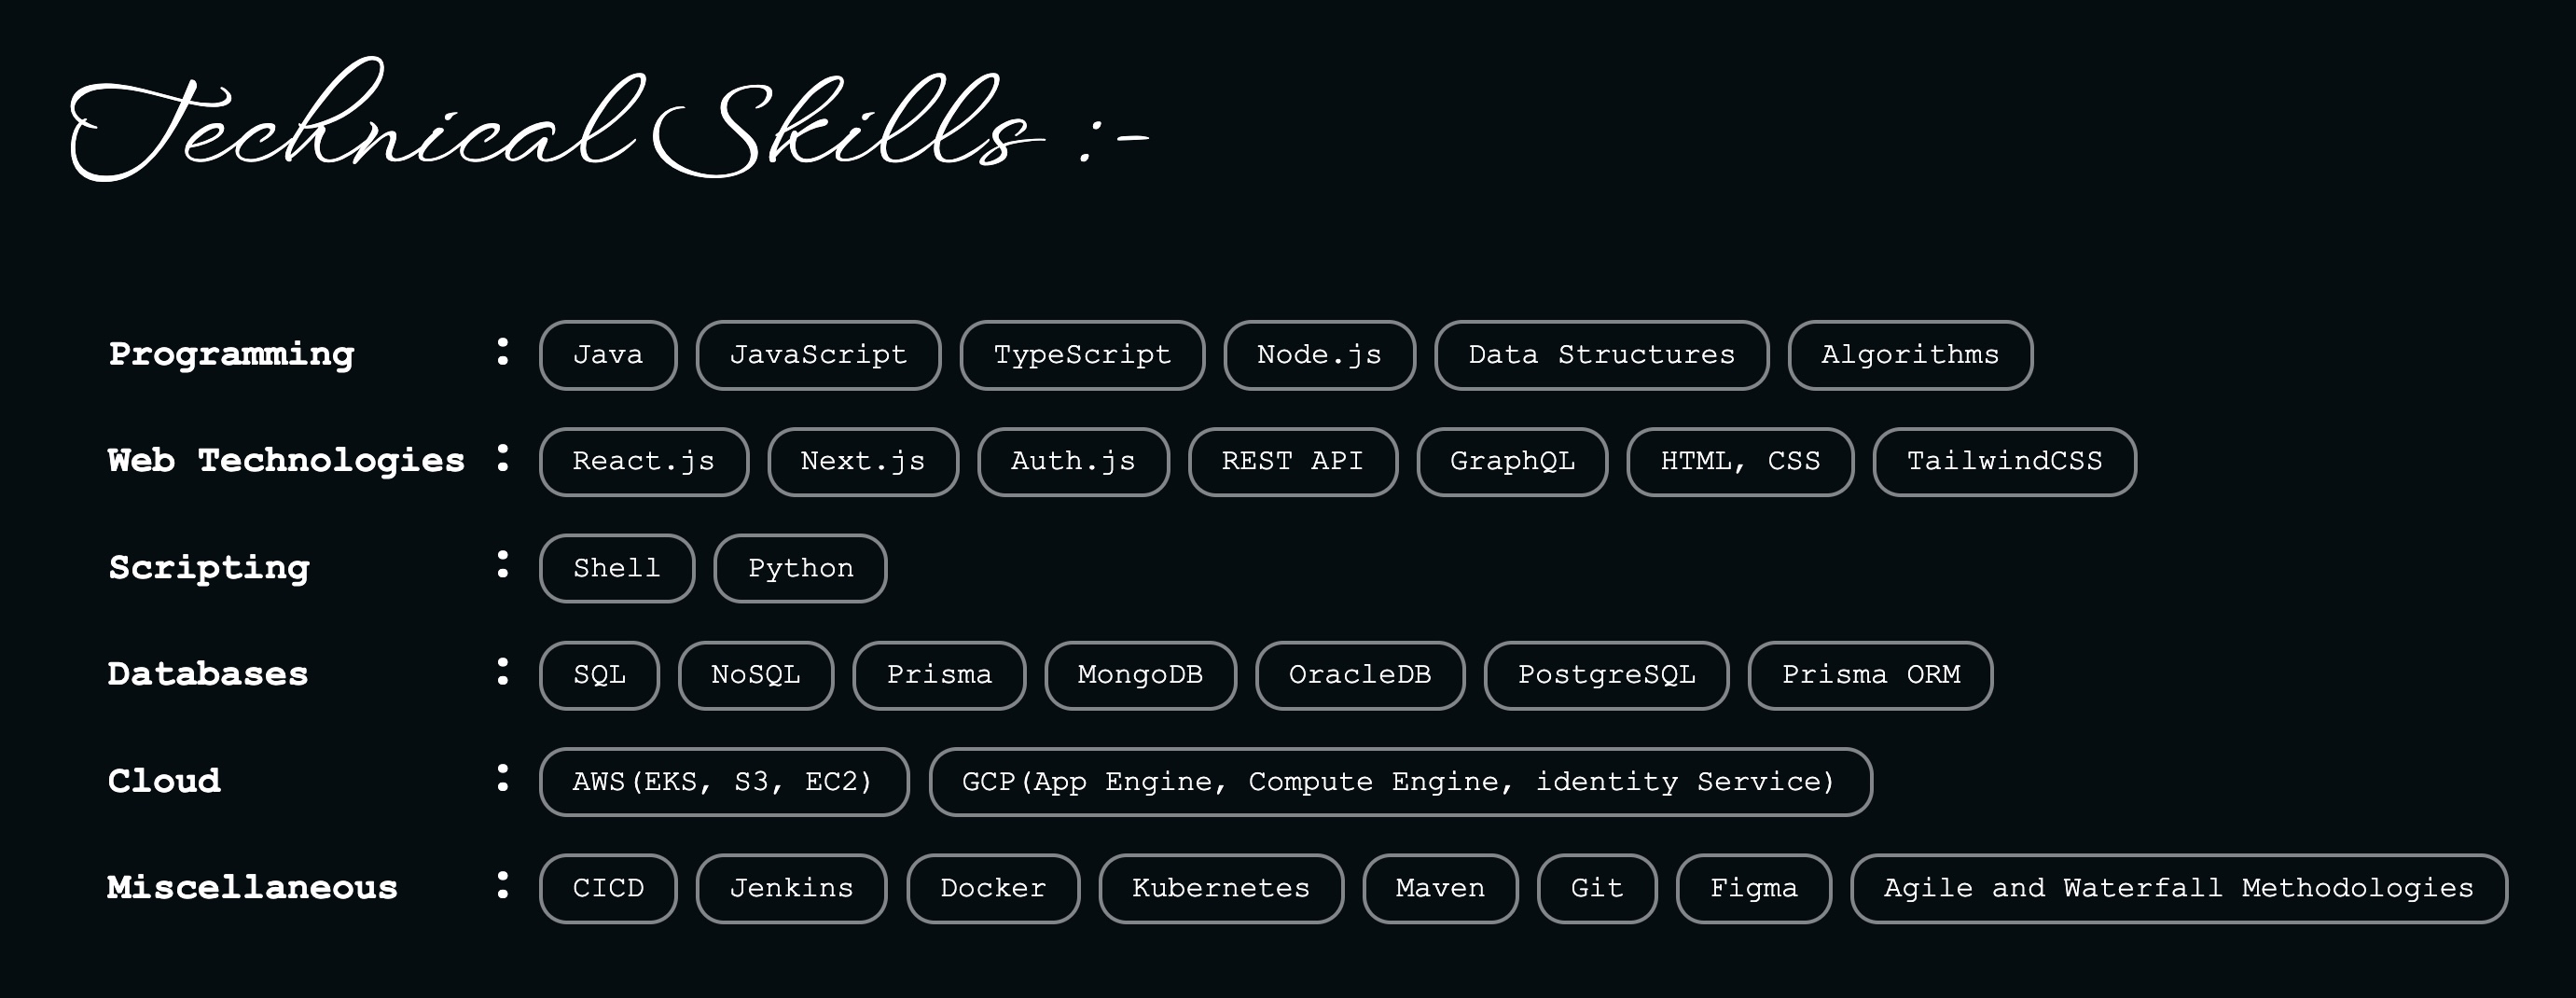 Technical Skills :-
Programming : Java JavaScript TypeScript Node.js Data Structures Algorithms
Web Technologies : React.js Next.js Auth.js REST API GraphQL HTML, CSS TailwindCSS
Scripting : Shell Python
Databases : SQL NoSQL Prisma MongoDB OracleDB PostgreSQL Prisma ORM
Cloud : AWS(EKS, S3, EC2) GCP(App Engine, Compute Engine, identity Service)
Miscellaneous : CICD Jenkins Docker Kubernetes Maven Git Figma Agile and Waterfall Methodologies